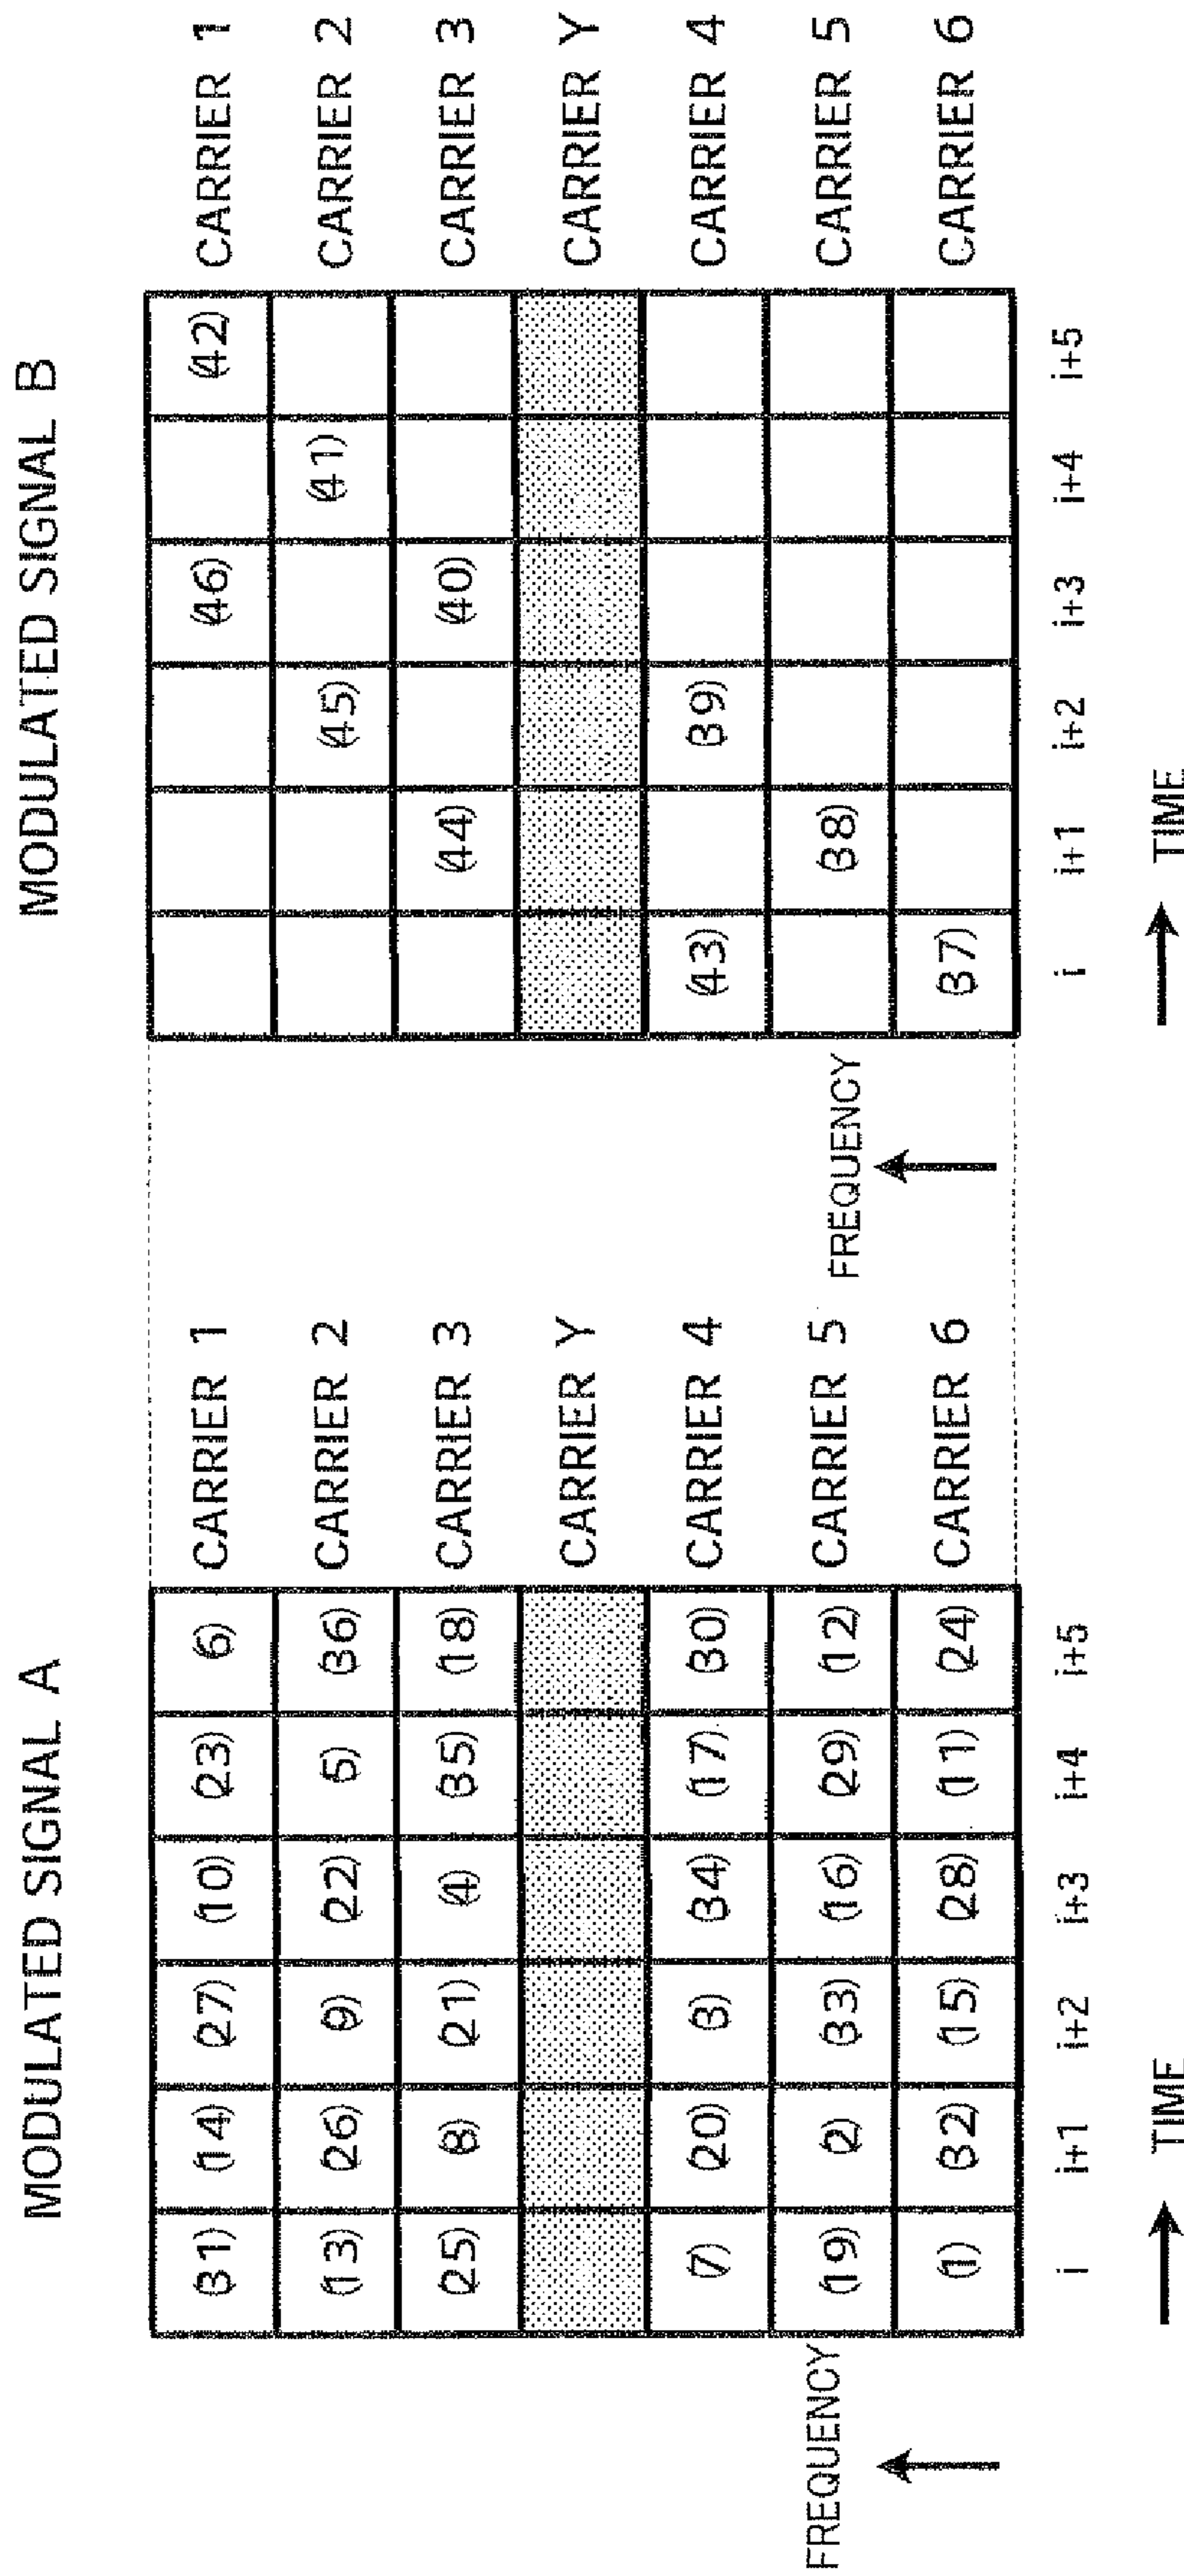 MODULATED SIGNAL A
(31) (14) (27) (10) (23) (6) CARRIER 1
(13) (26) (9) (22) (5) (36) CARRIER 2
(25) (8) (21) (4) (35) (18) CARRIER 3
CARRIER Y
(7) (20) (3) (34) (17) (30) CARRIER 4
(19) (2) (33) (16) (29) (12) CARRIER 5
(1) (32) (15) (28) (11) (24) CARRIER 6
i i+1 i+2 i+3 i+4 i+5
FREQUENCY
TIME
MODULATED SIGNAL B
(46) (42) CARRIER 1
(45) (41) CARRIER 2
(44) (40) CARRIER 3
CARRIER Y
(43) (39) CARRIER 4
(38) CARRIER 5
(37) CARRIER 6
i i+1 i+2 i+3 i+4 i+5
FREQUENCY
TIME